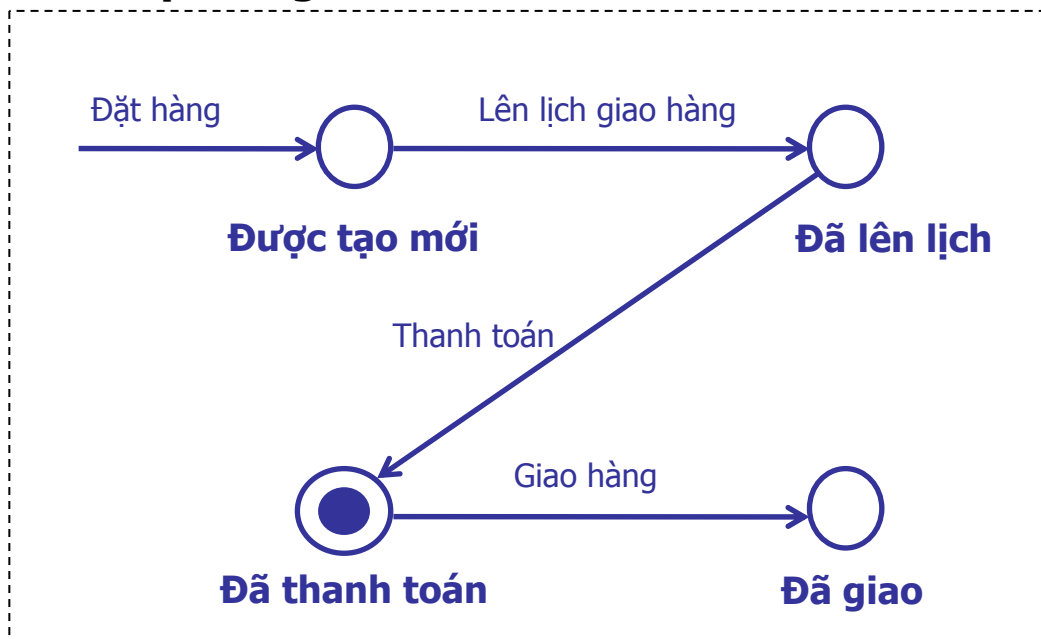 Đặt hàng
Lên lịch giao hàng
Được tạo mới
Đã lên lịch
Thanh toán
Giao hàng
Đã thanh toán
Đã giao